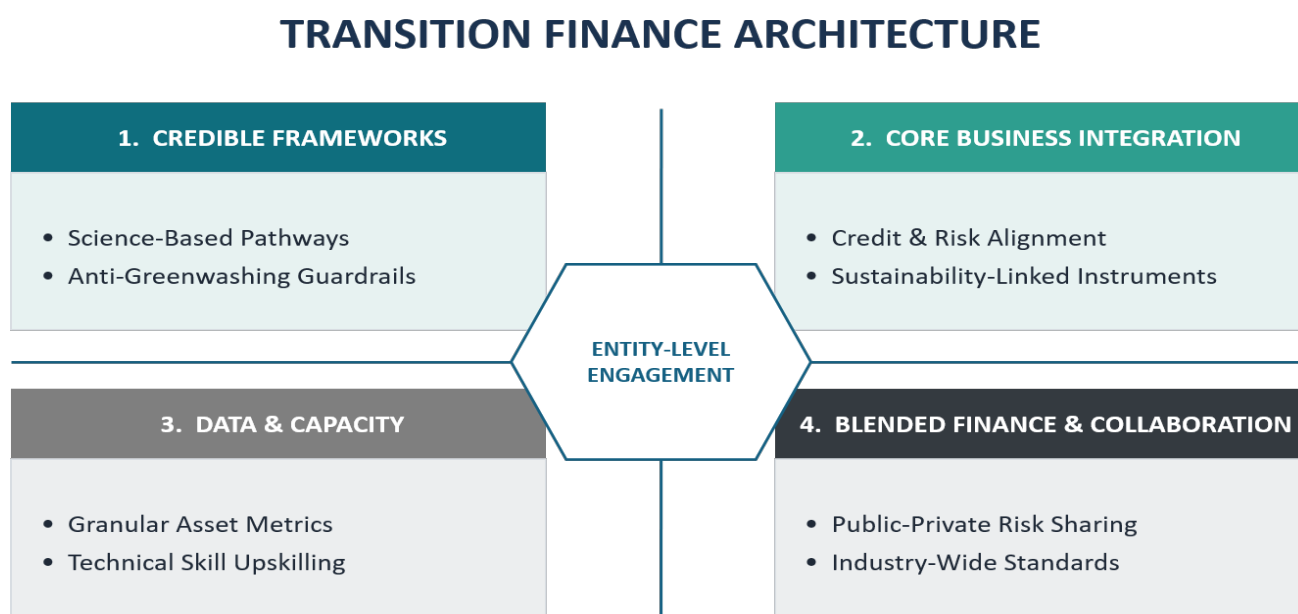 TRANSITION FINANCE ARCHITECTURE
1. CREDIBLE FRAMEWORKS
• Science-Based Pathways
• Anti-Greenwashing Guardrails
2. CORE BUSINESS INTEGRATION
• Credit & Risk Alignment
• Sustainability-Linked Instruments
ENTITY-LEVEL
ENGAGEMENT
3. DATA & CAPACITY
• Granular Asset Metrics
• Technical Skill Upskilling
4. BLENDED FINANCE & COLLABORATION
• Public-Private Risk Sharing
• Industry-Wide Standards